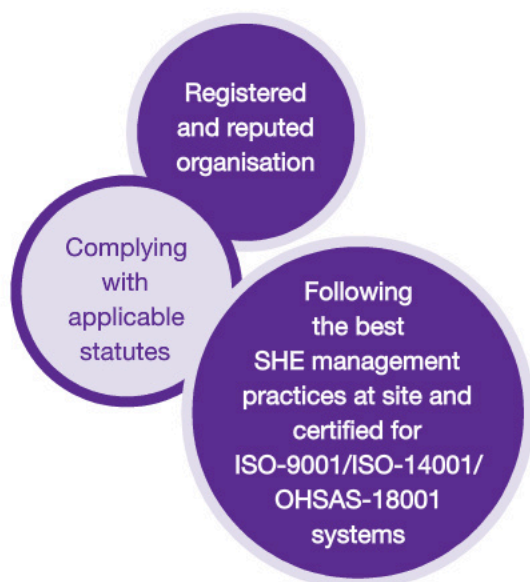 Registered
and reputed
organisation
Complying
with
applicable
statutes
Following
the best
SHE management
practices at site and
certified for
ISO-9001/ISO-14001/
OHSAS-18001
systems